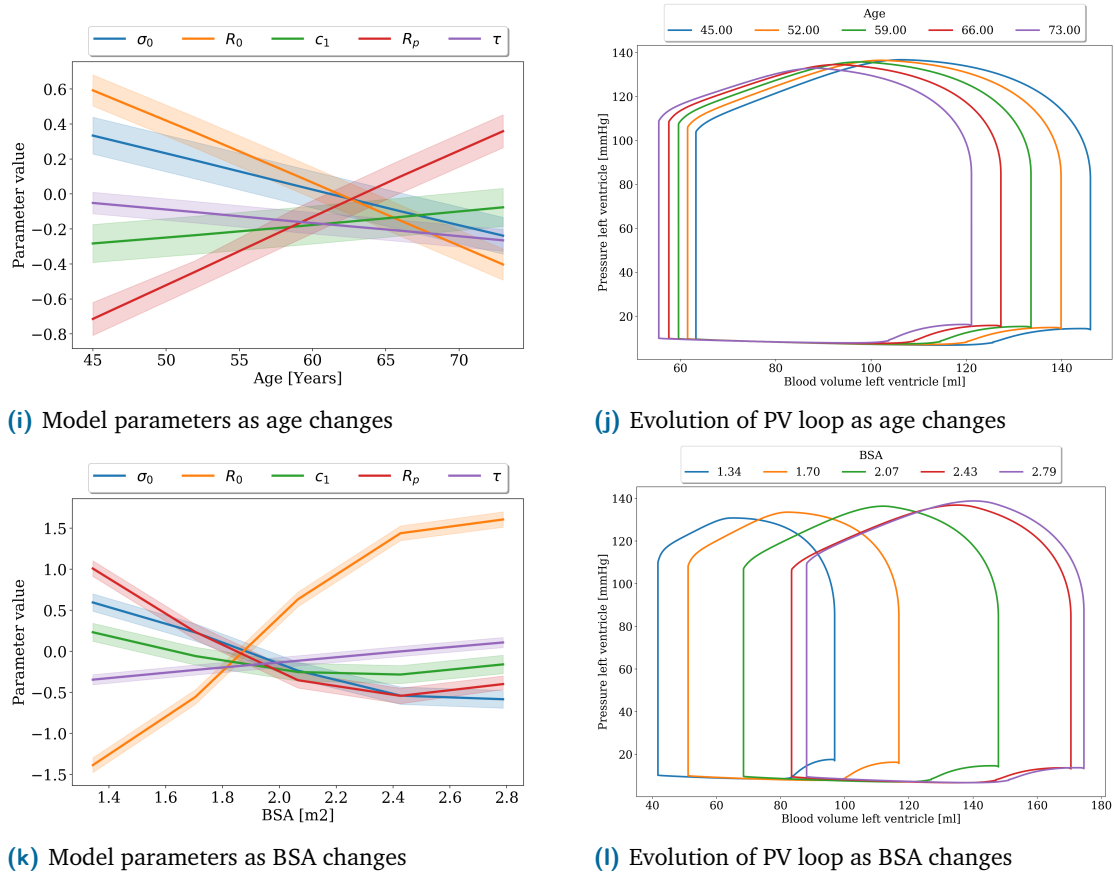 σ0 R0 c1 Rp τ
0.6
0.4
0.2
0.0
−0.2
−0.4
−0.6
−0.8
Parameter value
45 50 55 60 65 70
Age [Years]
(i) Model parameters as age changes
Age
45.00 52.00 59.00 66.00 73.00
140
120
100
80
60
40
20
Pressure left ventricle [mmHg]
60 80 100 120 140
Blood volume left ventricle [ml]
(j) Evolution of PV loop as age changes
σ0 R0 c1 Rp τ
1.5
1.0
0.5
0.0
−0.5
−1.0
−1.5
Parameter value
1.4 1.6 1.8 2.0 2.2 2.4 2.6 2.8
BSA [m2]
(k) Model parameters as BSA changes
BSA
1.34 1.70 2.07 2.43 2.79
140
120
100
80
60
40
20
Pressure left ventricle [mmHg]
40 60 80 100 120 140 160 180
Blood volume left ventricle [ml]
(l) Evolution of PV loop as BSA changes